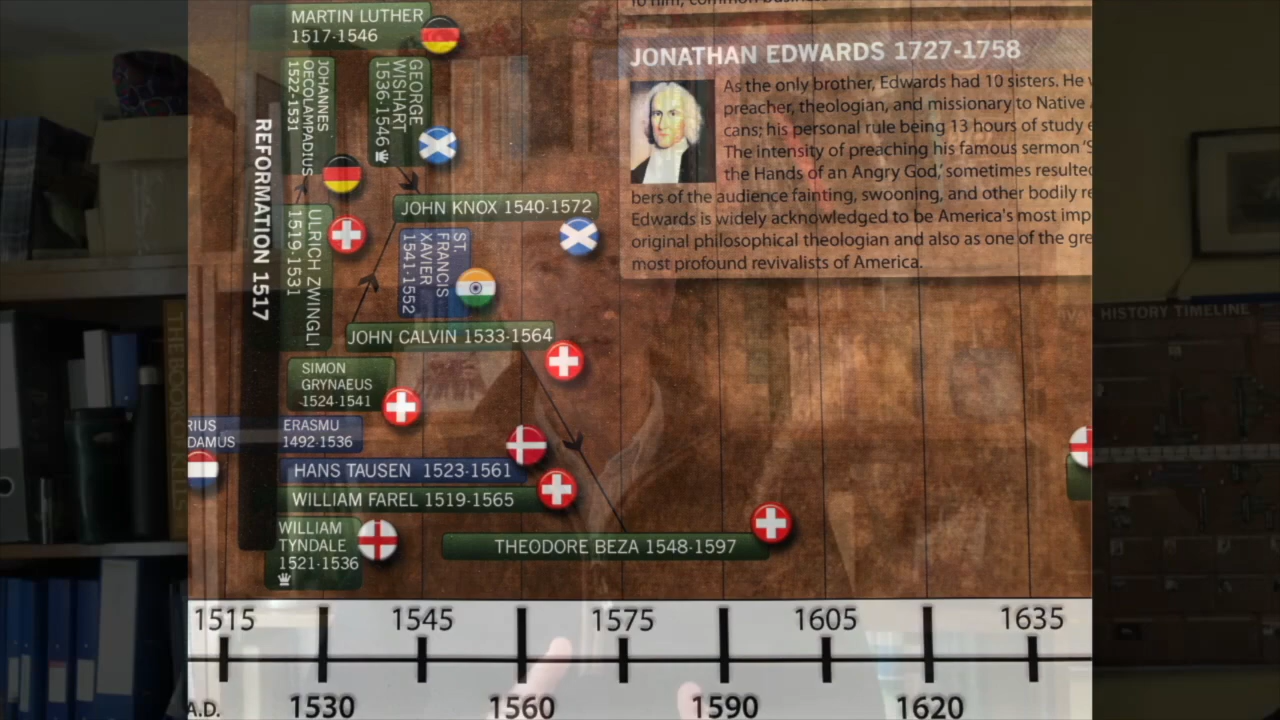 MARTIN LUTHER
1517-1546
JOHANNES
OECOLAMPADIUS
1522-1531
GEORGE
WISHART
1536-1546
REFORMATION 1517
JOHN KNOX 1540-1572
ULRICH ZWINGLI
1519-1531
ST.
FRANCIS
XAVIER
1541-1552
JOHN CALVIN 1533-1564
SIMON
GRYNAEUS
1524-1541
RIUS
DAMUS
ERASMU
1492-1536
HANS TAUSEN 1523-1561
WILLIAM FAREL 1519-1565
WILLIAM
TYNDALE
1521-1536
THEODORE BEZA 1548-1597
JONATHAN EDWARDS 1727-1758
As the only brother, Edwards had 10 sisters. He
preacher, theologian, and missionary to Native
cans; his personal rule being 13 hours of study
The intensity of preaching his famous sermon 'S
the Hands of an Angry God,' sometimes resulted
bers of the audience fainting, swooning, and other bodily re
Edwards is widely acknowledged to be America's most imp
original philosophical theologian and also as one of the gre
most profound revivalists of America.
HISTORY TIMELINE
1515 1545 1575 1605 1635
A.D. 1530 1560 1590 1620